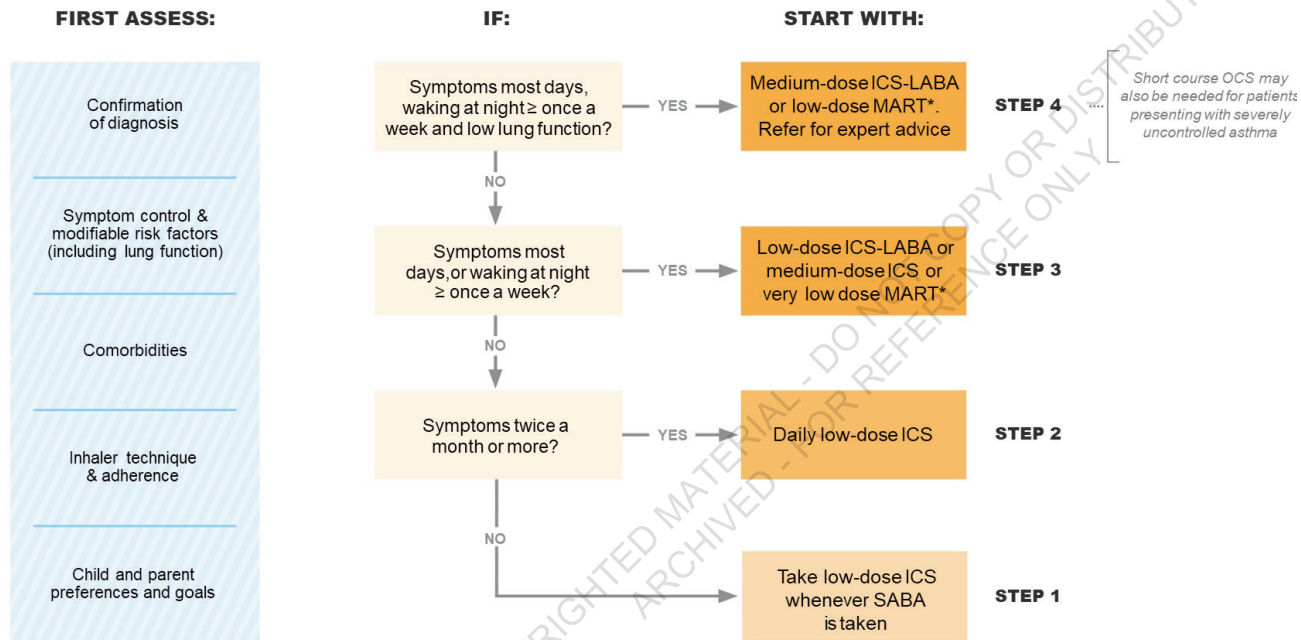 FIRST ASSESS:
IF:
START WITH:
Confirmation
of diagnosis
Symptom control &
modifiable risk factors
(including lung function)
Comorbidities
Inhaler technique
& adherence
Child and parent
preferences and goals
Symptoms most days,
waking at night ≥ once a
week and low lung function?
YES
Medium-dose ICS-LABA
or low-dose MART*.
Refer for expert advice
STEP 4
Short course OCS may
also be needed for patients
presenting with severely
uncontrolled asthma
NO
Symptoms most
days, or waking at night
≥ once a week?
YES
Low-dose ICS-LABA or
medium-dose ICS or
very low dose MART*
STEP 3
NO
Symptoms twice a
month or more?
YES
Daily low-dose ICS
STEP 2
NO
Take low-dose ICS
whenever SABA
is taken
STEP 1
MATERIAL - DO NOT COPY OR
ARCHIVED - FOR REFERENCE ONLY